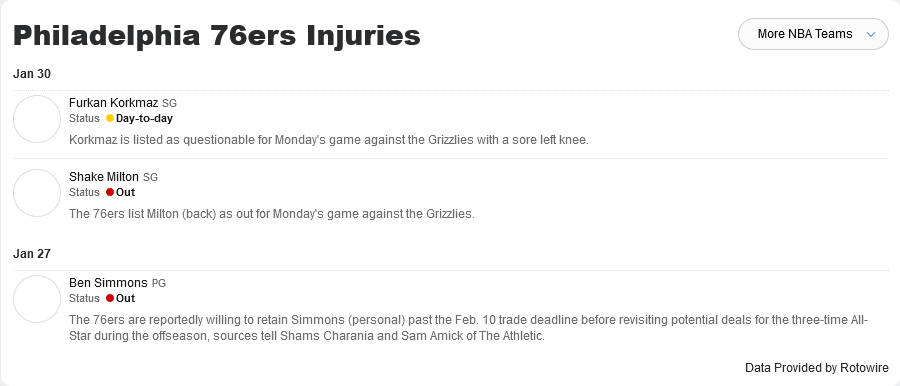 Philadelphia 76ers Injuries
More NBA Teams
Jan 30
Furkan Korkmaz SG
Status Day-to-day
Korkmaz is listed as questionable for Monday's game against the Grizzlies with a sore left knee.
Shake Milton SG
Status Out
The 76ers list Milton (back) as out for Monday's game against the Grizzlies.
Jan 27
Ben Simmons PG
Status Out
The 76ers are reportedly willing to retain Simmons (personal) past the Feb. 10 trade deadline before revisiting potential deals for the three-time All-
Star during the offseason, sources tell Shams Charania and Sam Amick of The Athletic.
Data Provided by Rotowire